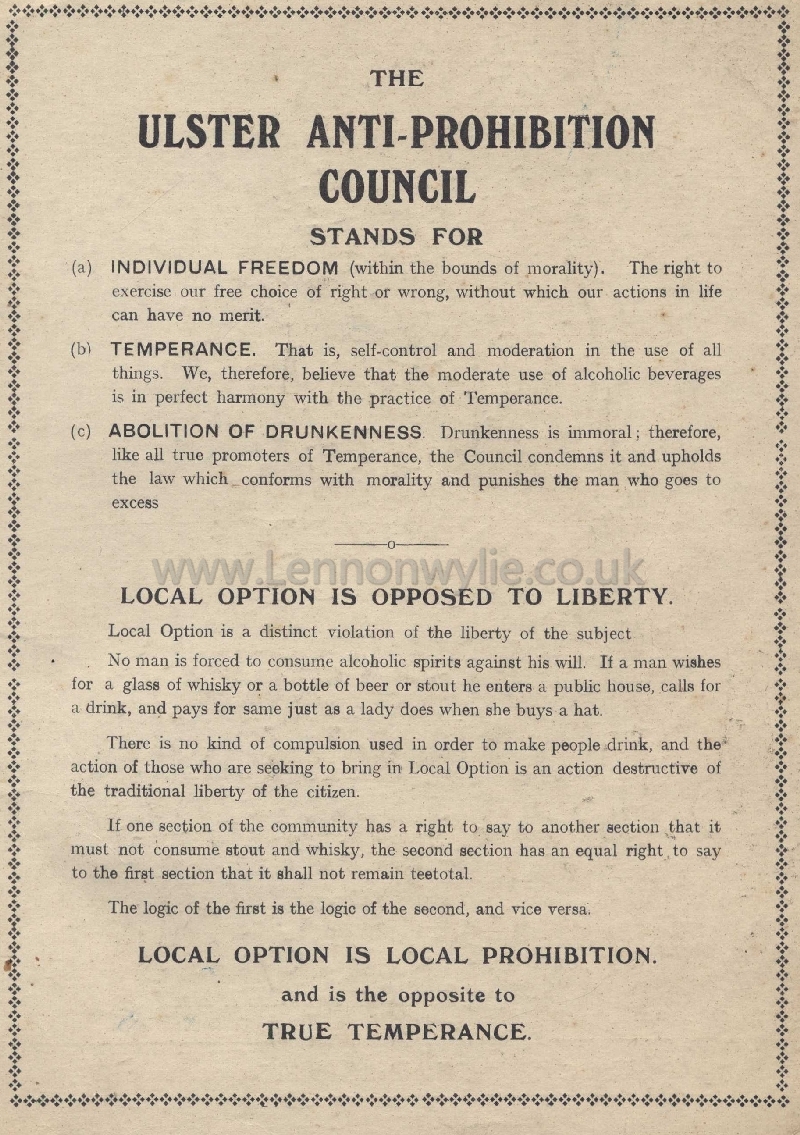 THE
ULSTER ANTI-PROHIBITION
COUNCIL
STANDS FOR
(a) INDIVIDUAL FREEDOM (within the bounds of morality). The right to
exercise our free choice of right or wrong, without which our actions in life
can have no merit.
(b) TEMPERANCE. That is, self-control and moderation in the use of all
things. We, therefore, believe that the moderate use of alcoholic beverages
is in perfect harmony with the practice of Temperance.
(c) ABOLITION OF DRUNKENNESS. Drunkenness is immoral; therefore,
like all true promoters of Temperance, the Council condemns it and upholds
the law which conforms with morality and punishes the man who goes to
excess
www.Lennonwylie.co.uk
LOCAL OPTION IS OPPOSED TO LIBERTY.
Local Option is a distinct violation of the liberty of the subject
No man is forced to consume alcoholic spirits against his will. If a man wishes
for a glass of whisky or a bottle of beer or stout he enters a public house, calls for
a drink, and pays for same just as a lady does when she buys a hat.
There is no kind of compulsion used in order to make people drink, and the
action of those who are seeking to bring in Local Option is an action destructive of
the traditional liberty of the citizen.
If one section of the community has a right to say to another section that it
must not consume stout and whisky, the second section has an equal right to say
to the first section that it shall not remain teetotal.
The logic of the first is the logic of the second, and vice versa.
LOCAL OPTION IS LOCAL PROHIBITION.
and is the opposite to
TRUE TEMPERANCE.